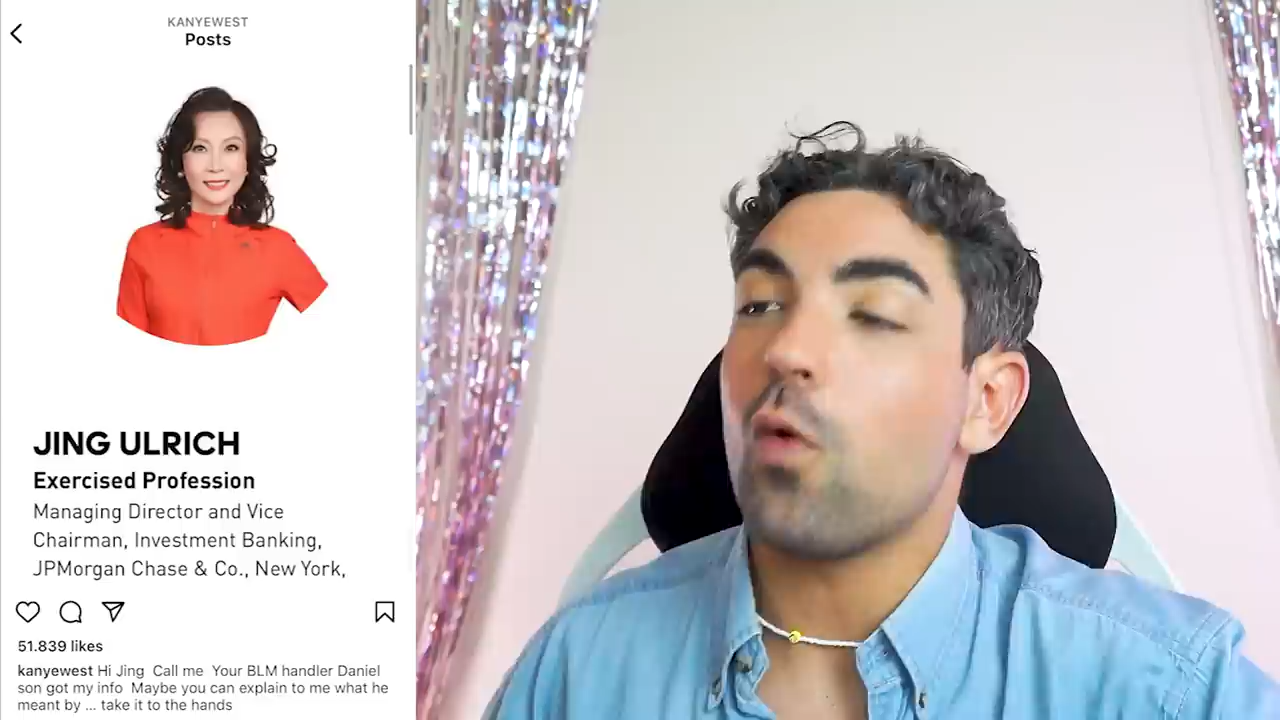 KANYEWEST
Posts
JING ULRICH
Exercised Profession
Managing Director and Vice
Chairman, Investment Banking,
JPMorgan Chase & Co., New York,
51.839 likes
kanyewest Hi Jing Call me Your BLM handler Daniel
son got my info Maybe you can explain to me what he
meant by ... take it to the hands